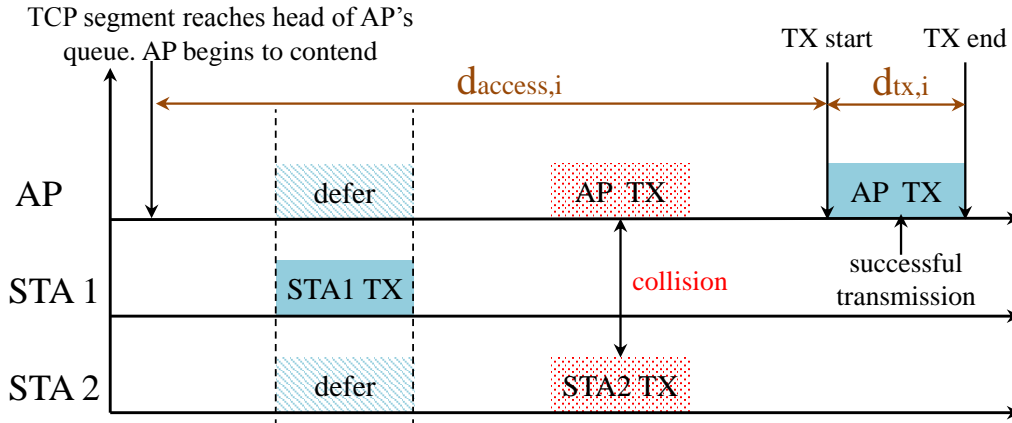 TCP segment reaches head of AP's
queue. AP begins to contend
TX start
TX end
daccess,i
dtx,i
AP
defer
AP TX
AP TX
STA 1
STA1 TX
collision
successful
transmission
STA 2
defer
STA2 TX